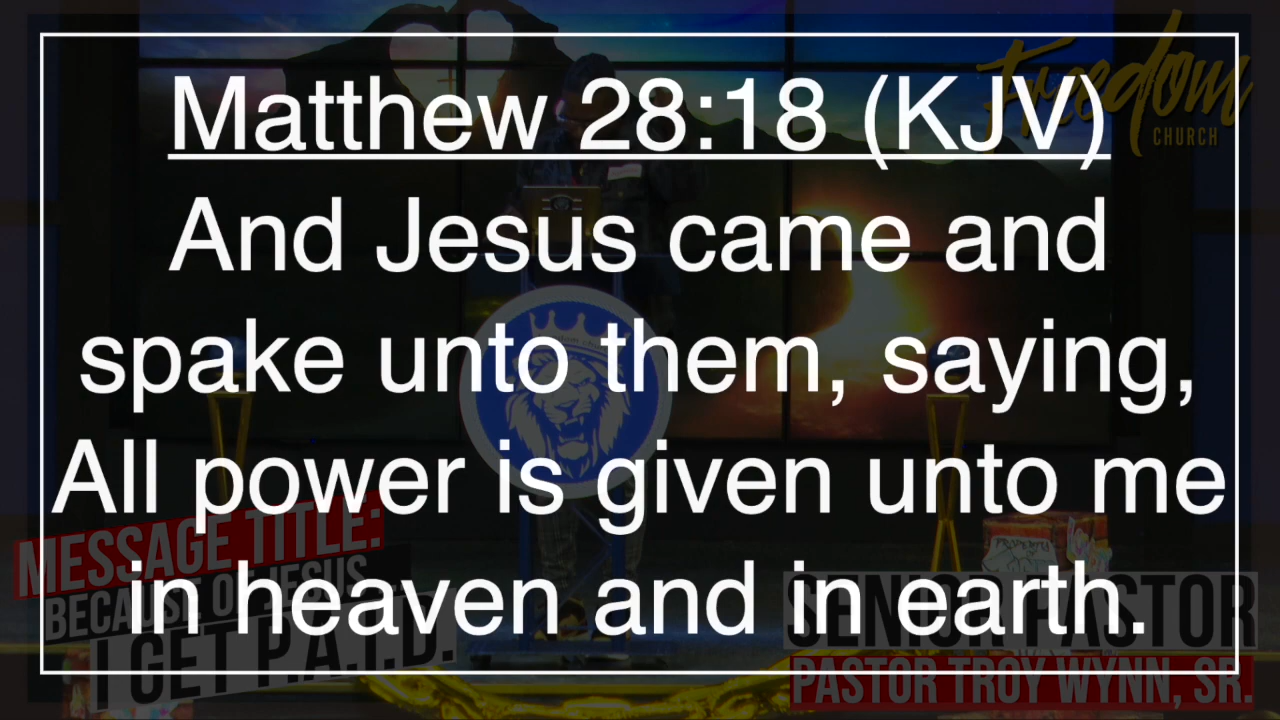 Matthew 28:18 (KJV)
And Jesus came and
spake unto them, saying,
All power is given unto me
in heaven and in earth.
Freedom
CHURCH
MESSAGE TITLE:
BECAUSE OF JESUS...
I GET P.A.I.D.
SENIOR PASTOR
PASTOR TROY WYNN, SR.